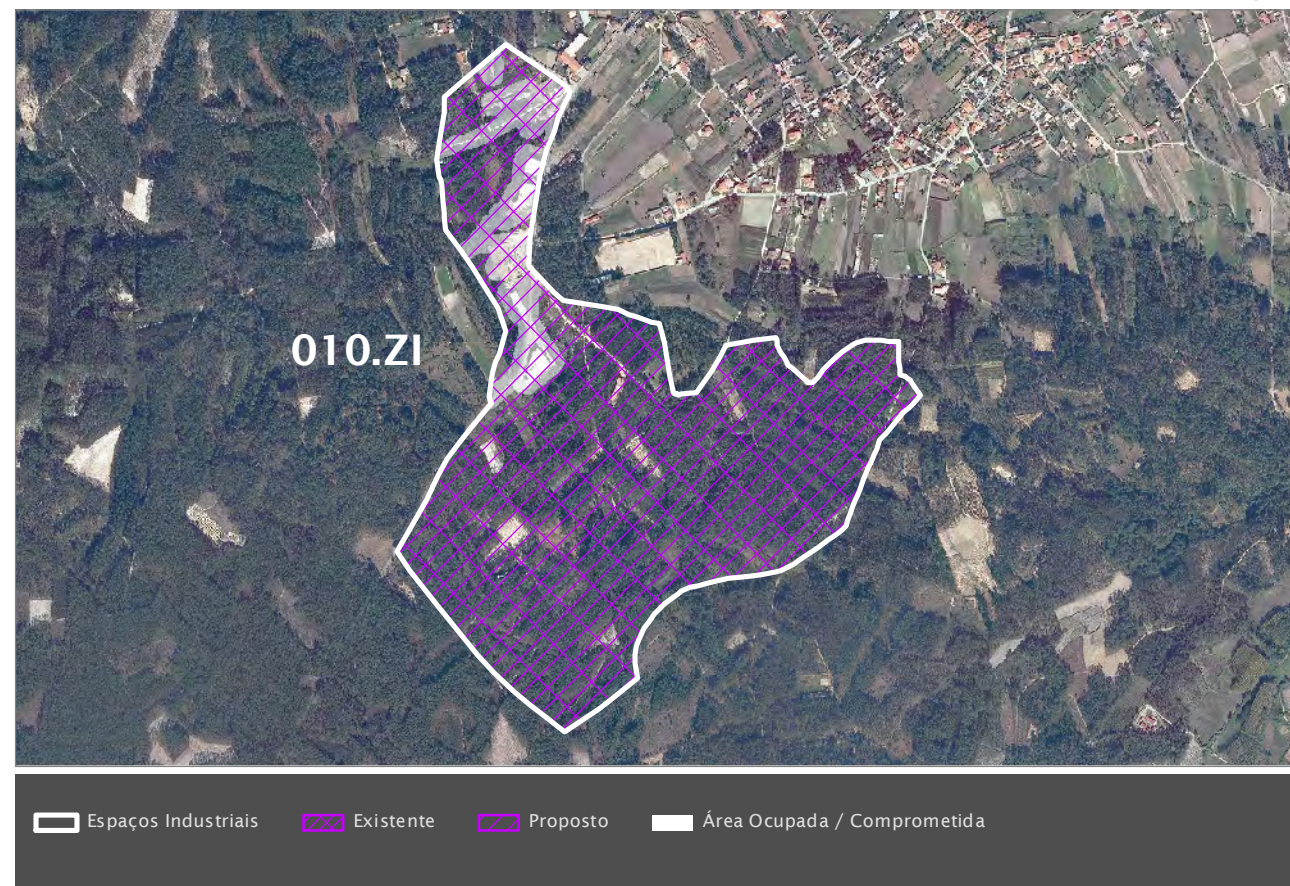 010.ZI
Espaços Industriais Existente Proposto Área Ocupada / Comprometida